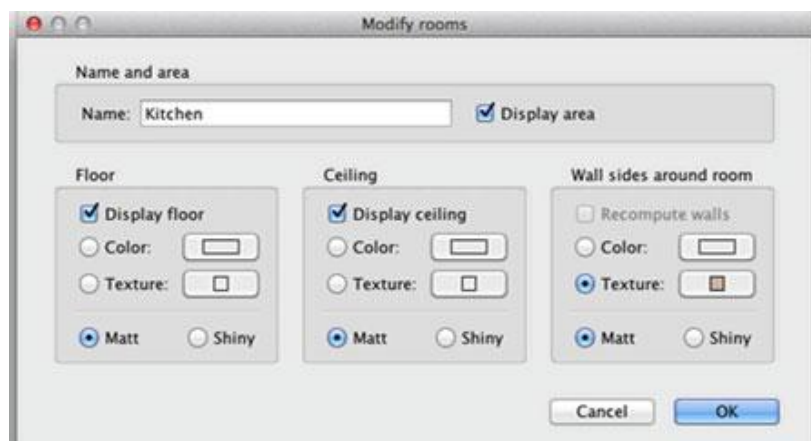 Modify rooms
Name and area
Name: Kitchen
Display area
Floor
Display floor
Color:
Texture:
Matt Shiny
Ceiling
Display ceiling
Color:
Texture:
Matt Shiny
Wall sides around room
Recompute walls
Color:
Texture:
Matt Shiny
Cancel OK